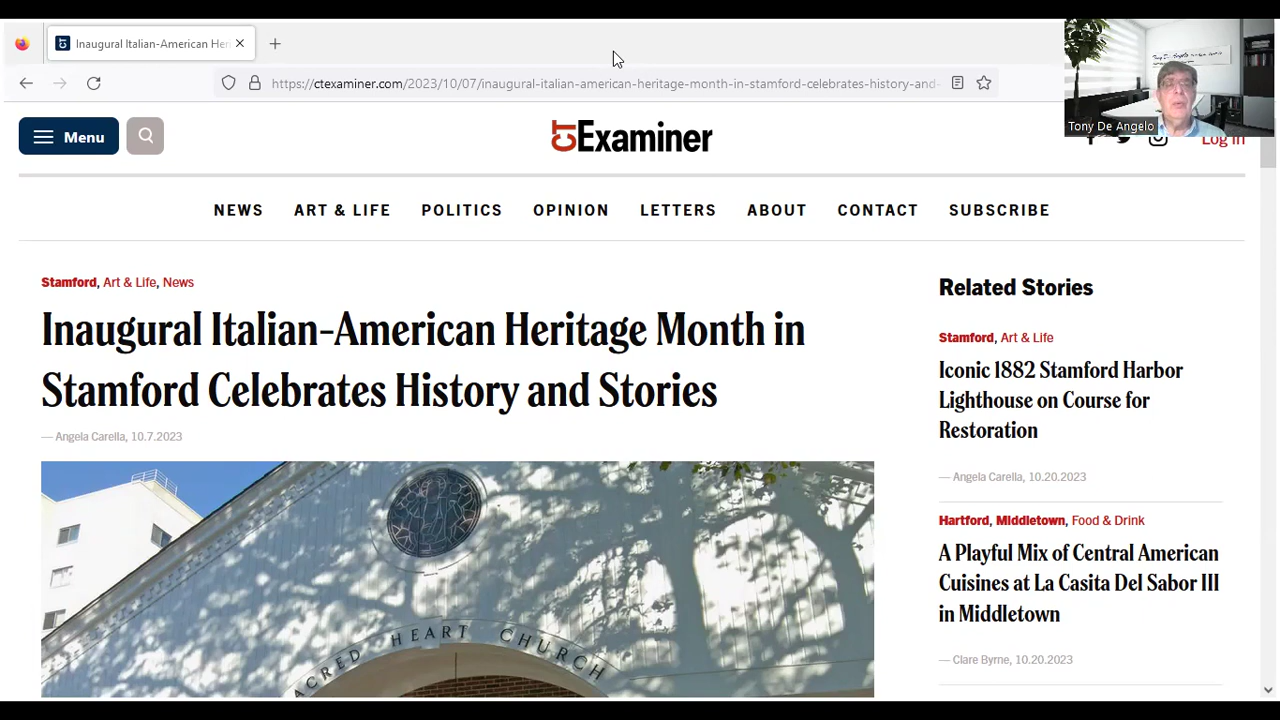 Inaugural Italian-American Her
https://ctexaminer.com/2023/10/07/inaugural-italian-american-heritage-month-in-stamford-celebrates-history-and-
Tony De Angelo
Menu
CTExaminer
Log In
NEWS ART & LIFE POLITICS OPINION LETTERS ABOUT CONTACT SUBSCRIBE
Stamford, Art & Life, News
Inaugural Italian-American Heritage Month in
Stamford Celebrates History and Stories
— Angela Carella, 10.7.2023
ACRED HEART CHURCH
Related Stories
Stamford, Art & Life
Iconic 1882 Stamford Harbor
Lighthouse on Course for
Restoration
— Angela Carella, 10.20.2023
Hartford, Middletown, Food & Drink
A Playful Mix of Central American
Cuisines at La Casita Del Sabor III
in Middletown
— Clare Byrne, 10.20.2023